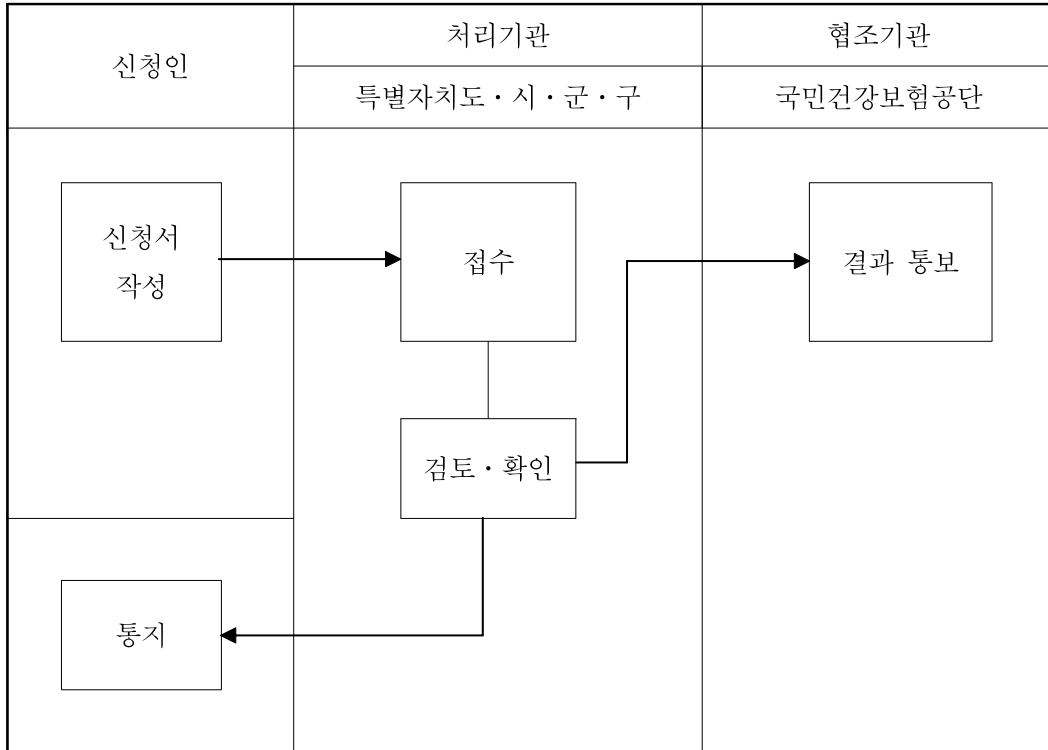 신청인
처리기관
협조기관
특별자치도·시·군·구
국민건강보험공단
신청서
작성
접수
결과 통보
검토·확인
통지